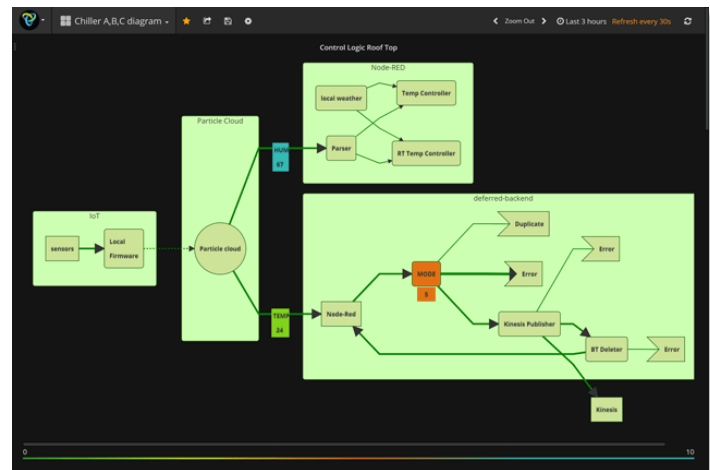 Chiller A,B,C diagram
Zoom Out
Last 3 hours
Refresh every 30s
Control Logic Roof Top
Node-RED
local weather
Temp Controller
Parser
RT Temp Controller
Particle Cloud
HUM
67
IoT
sensors
Local
Firmware
Particle cloud
TEMP
24
deferred-backend
Duplicate
MODE
5
Error
Error
Node-Red
Kinesis Publisher
BT Deleter
Error
Kinesis
0
10